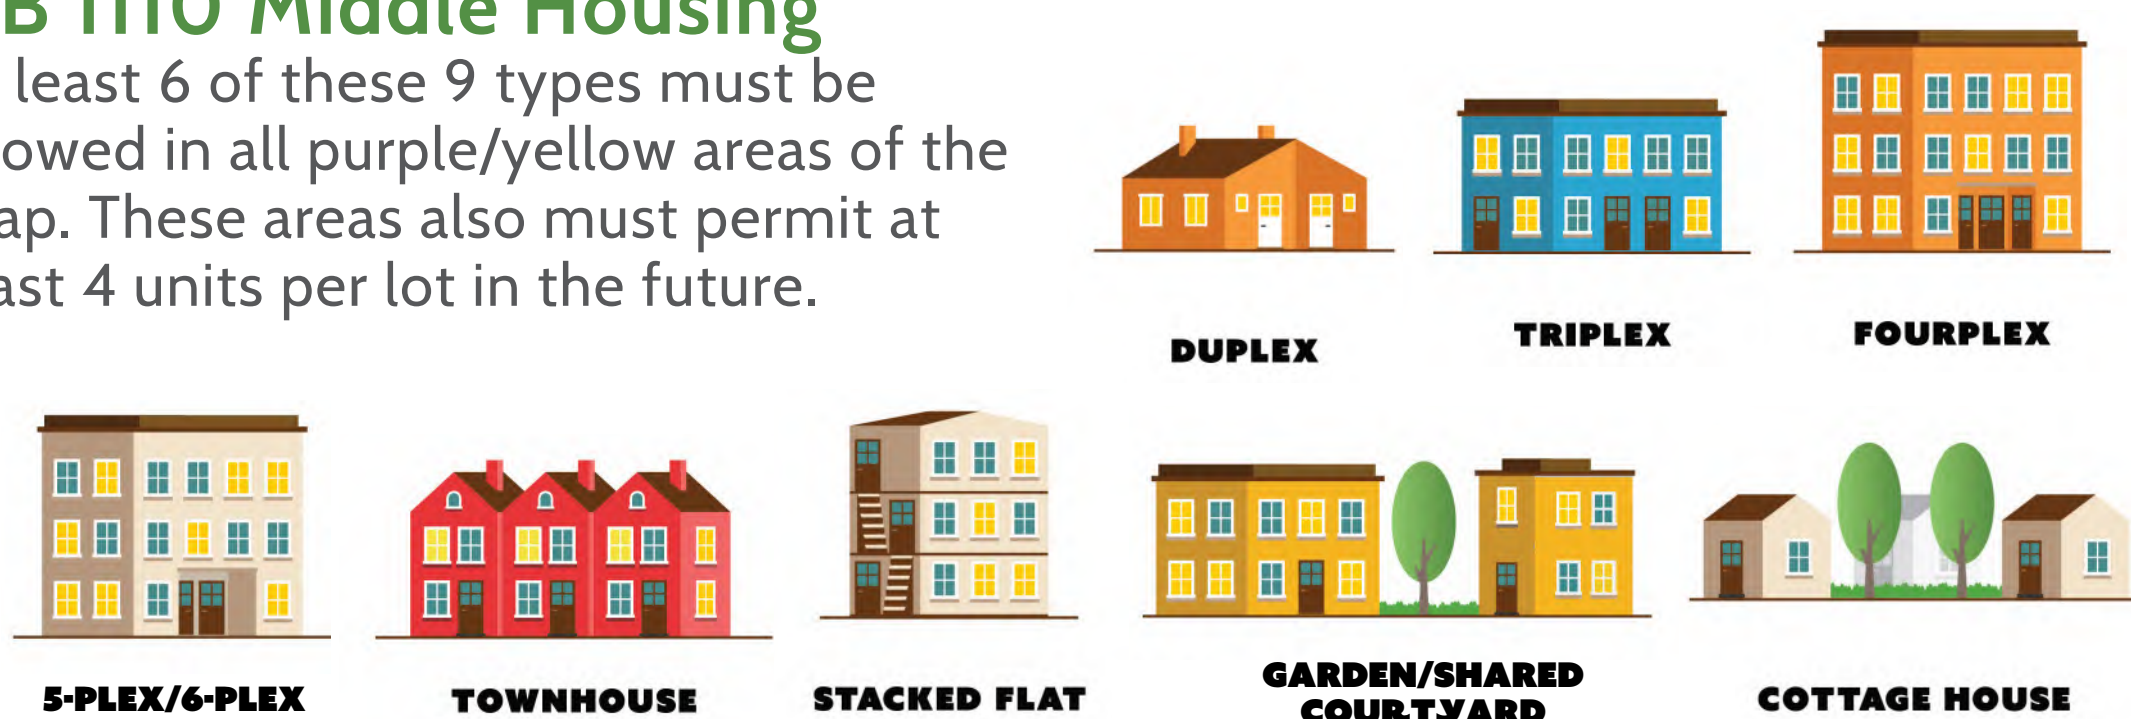 B 1110 Middle Housing
least 6 of these 9 types must be
owed in all purple/yellow areas of the
ap. These areas also must permit at
ast 4 units per lot in the future.
DUPLEX
TRIPLEX
FOURPLEX
5-PLEX/6-PLEX
TOWNHOUSE
STACKED FLAT
GARDEN/SHARED
COURTYARD
COTTAGE HOUSE